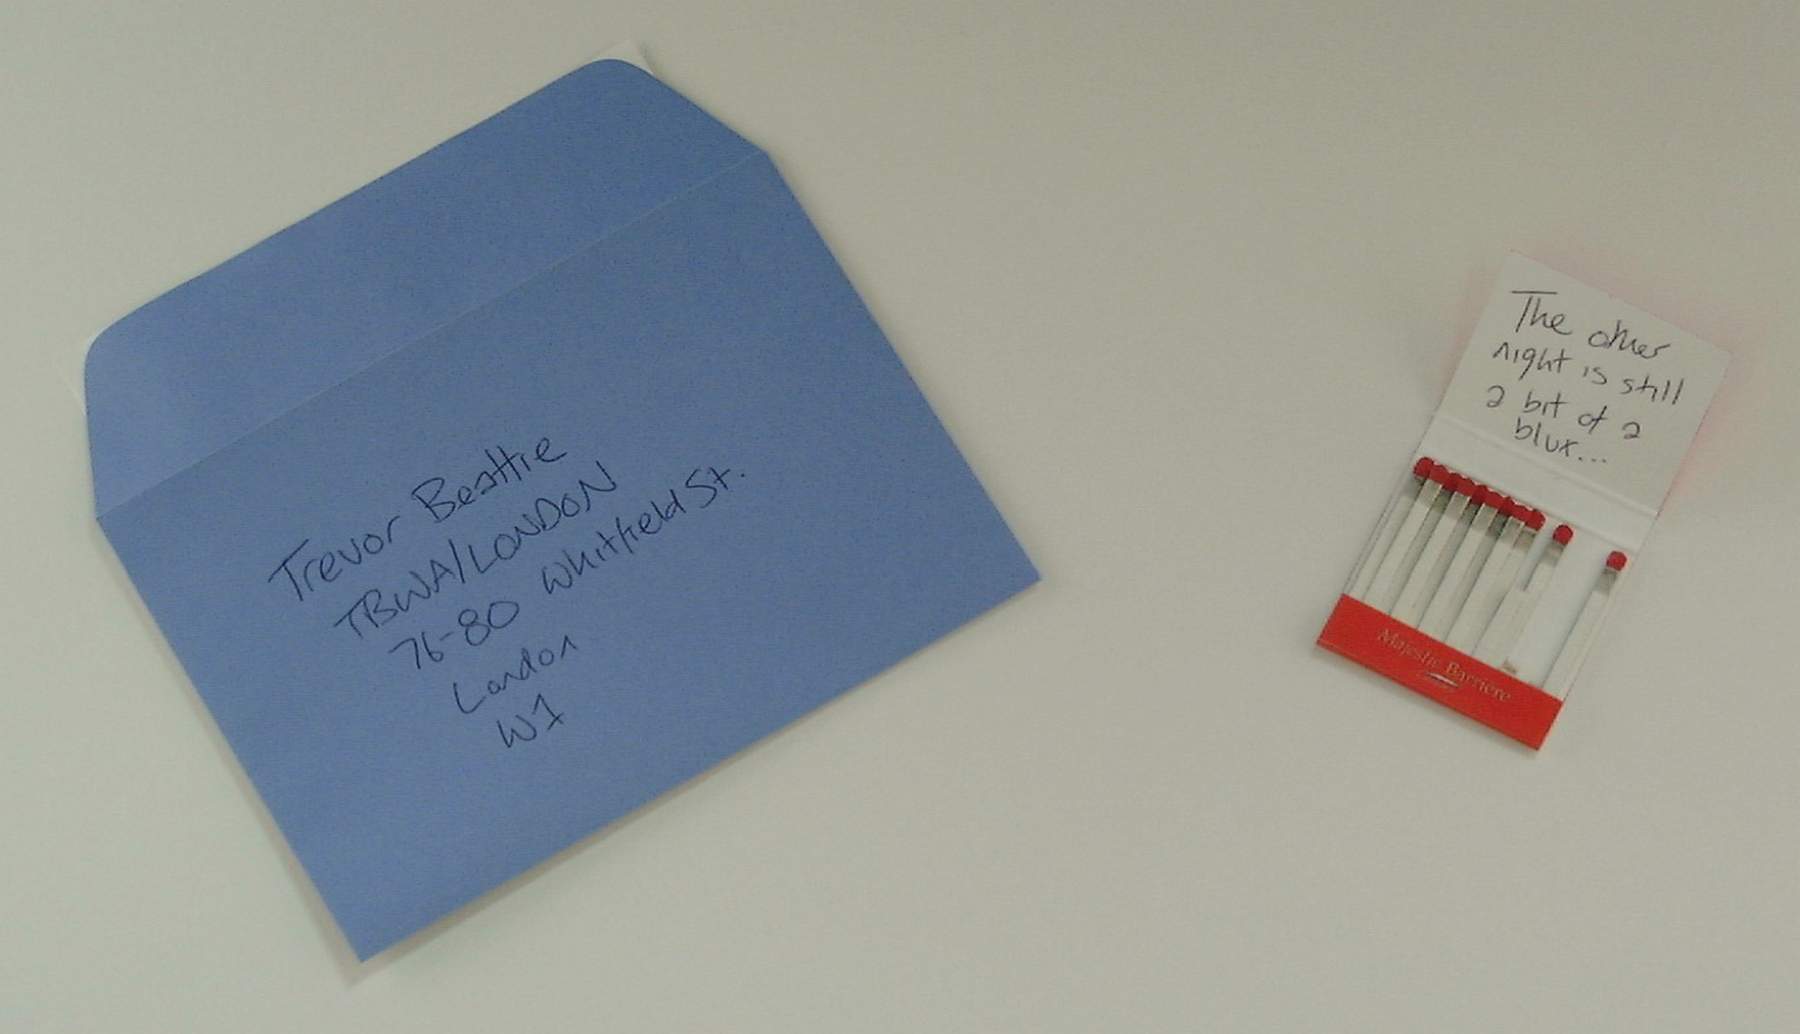 Trevor Beattie
TBWA/LONDON
76-80 Whitfield St.
London
W1
The other
night is still
a bit of a
blur...
Majestic Barrière